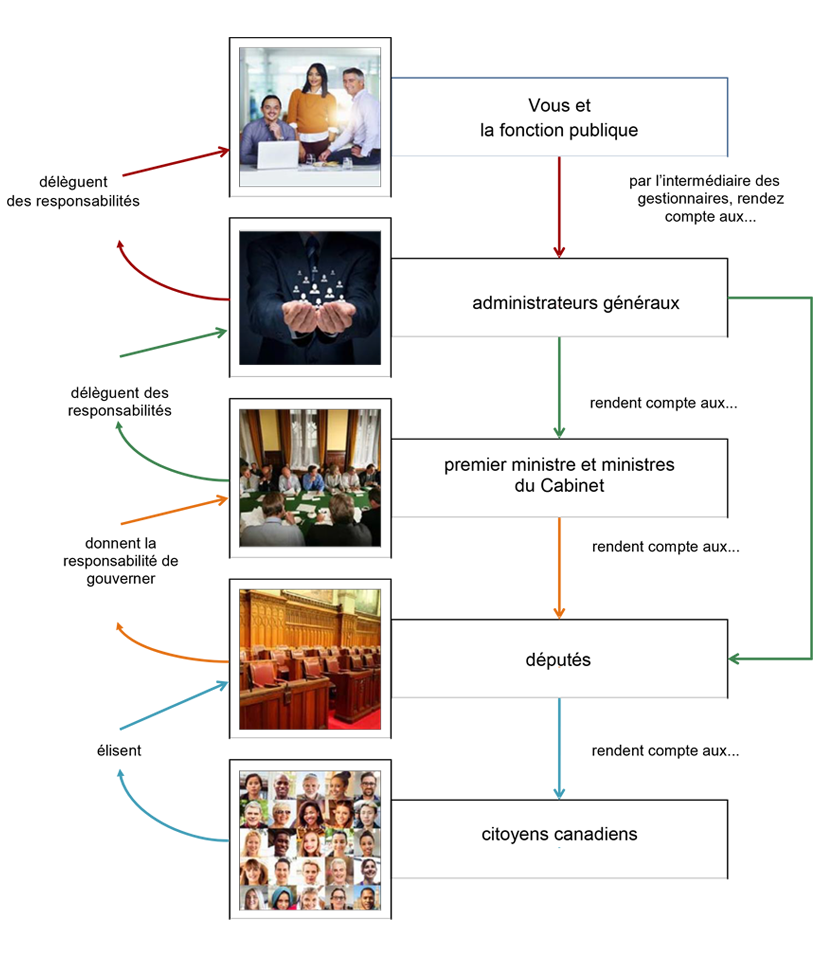 Vous et
la fonction publique
délèguent
des responsabilités
par l’intermédiaire des
gestionnaires, rendez
compte aux...
administrateurs généraux
délèguent des
responsabilités
rendent compte aux...
premier ministre et ministres
du Cabinet
donnent la
responsabilité de
gouverner
rendent compte aux...
députés
élisent
rendent compte aux...
citoyens canadiens